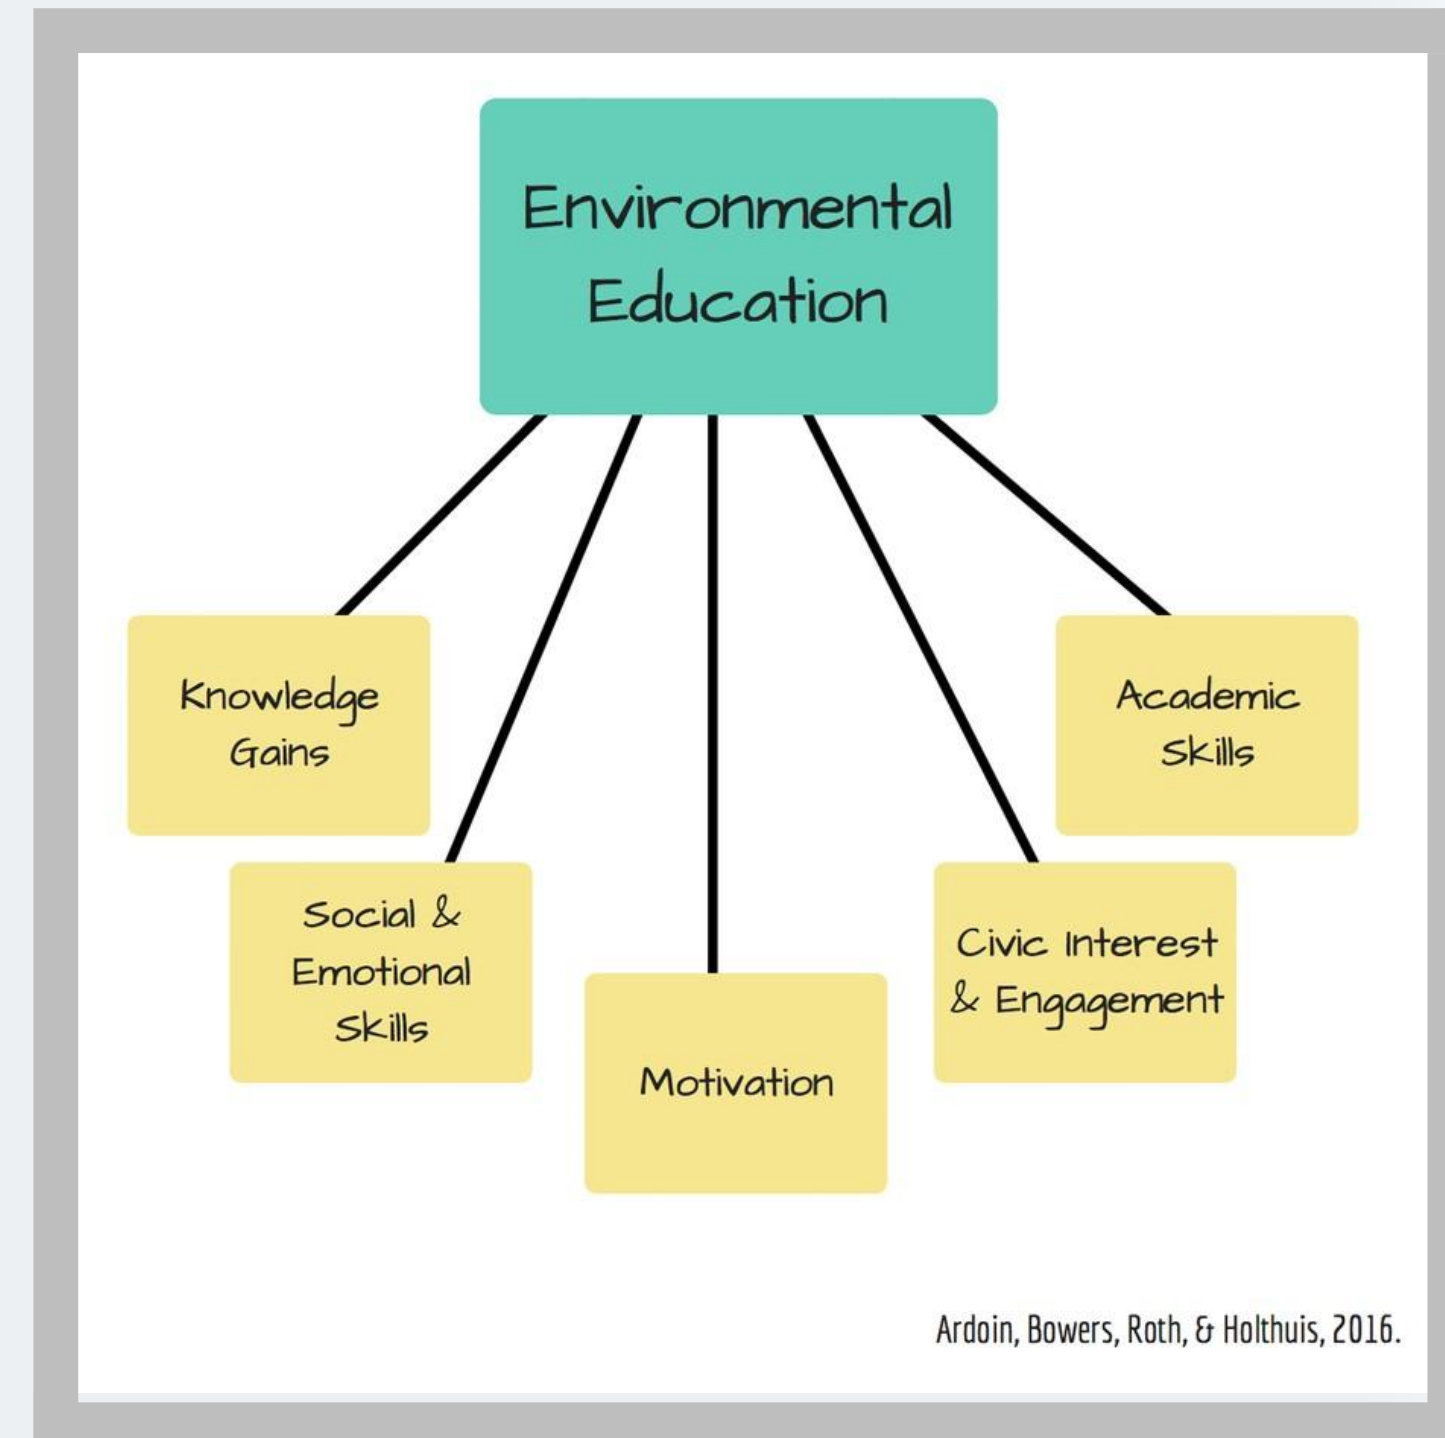 Environmental
Education
Knowledge
Gains
Academic
Skills
Social &
Emotional
Skills
Civic Interest
& Engagement
Motivation
Ardoin, Bowers, Roth, & Holthuis, 2016.